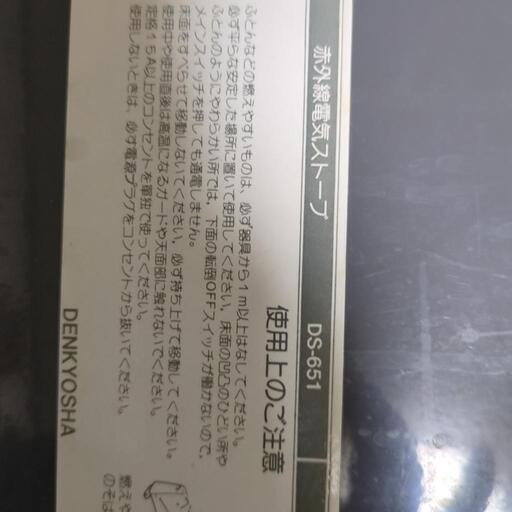 赤外線電気ストーブ DS-651
使用上のご注意
ふとんなどの燃えやすいものは、必ず器具から1m以上はなしてください。
必ず平らな安定した場所に置いて使用してください。床面の凹凸のひどい所や
ふとんのようにやわらかい所では、下面の転倒OFFスイッチが働かないので、
メインスイッチを押しても通電しません。
床面をすべらせて移動しないでください。必ず持ち上げて移動してください。
使用中や使用直後は高温になるガードや天面部に触れないでください。
定格15A以上のコンセントを単独で使ってください。
使用しないときは、必ず電源プラグをコンセントから抜いてください。
DENKYOSHA
燃えや
のそば